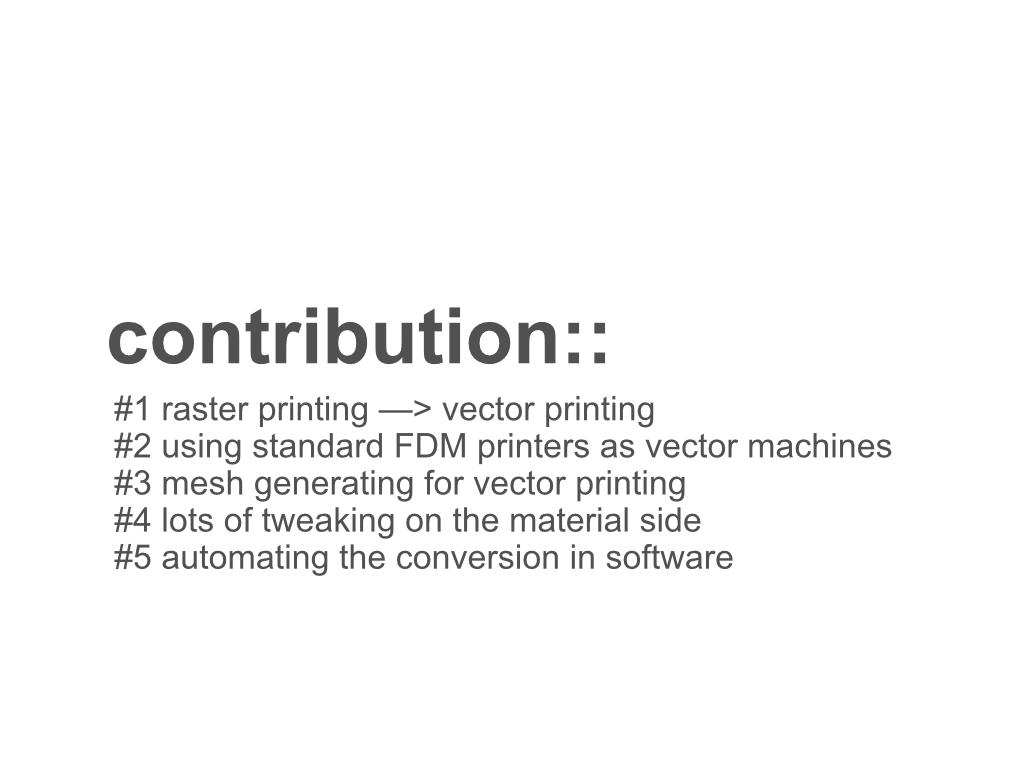 contribution::
#1 raster printing —> vector printing
#2 using standard FDM printers as vector machines
#3 mesh generating for vector printing
#4 lots of tweaking on the material side
#5 automating the conversion in software